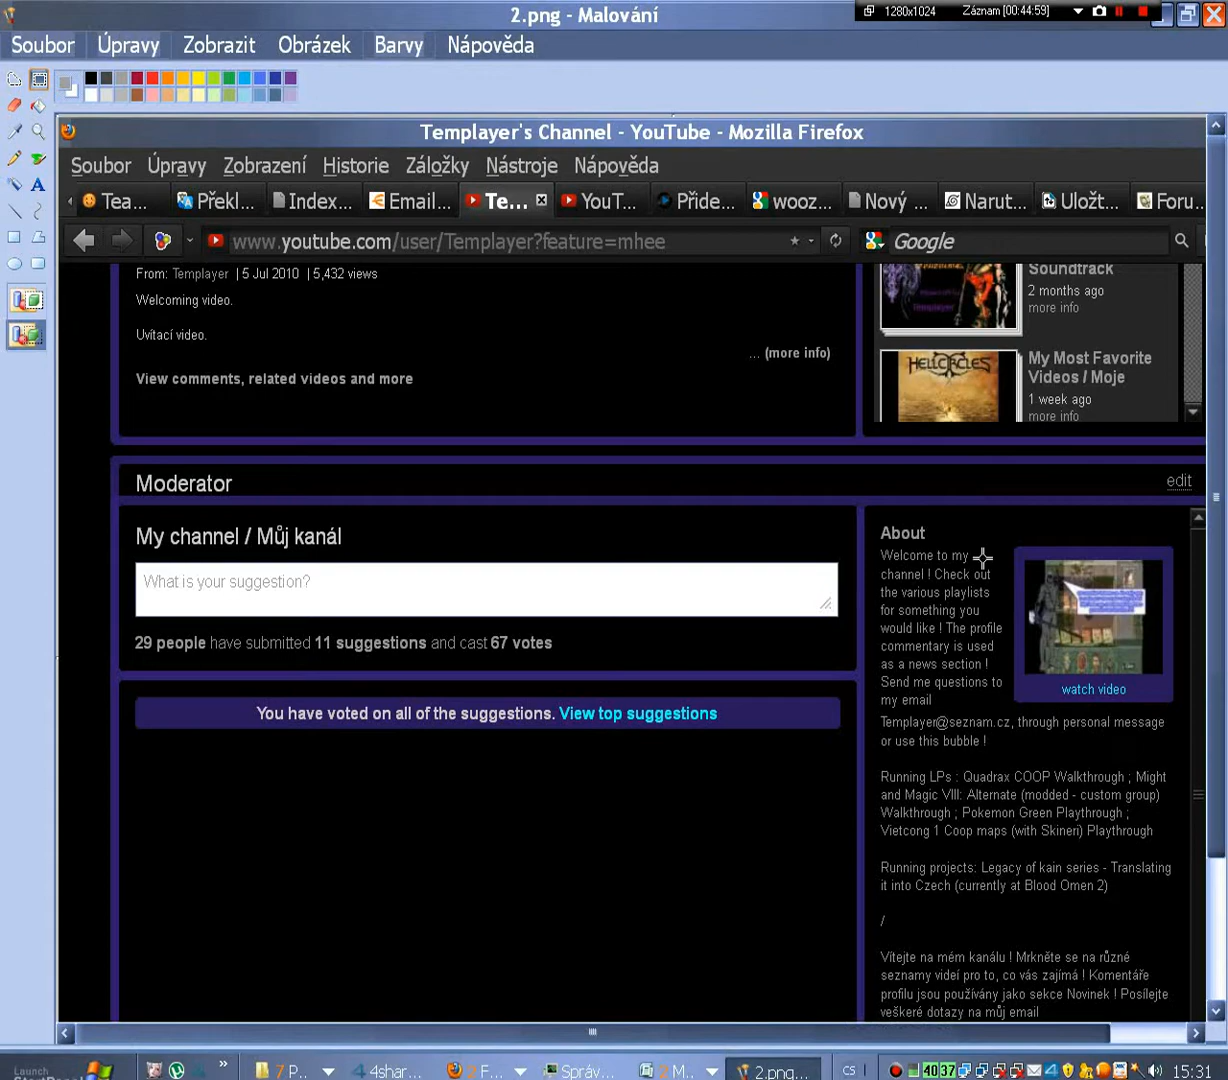 2.png - Malování
1280x1024 Záznam [00:44:59]
Soubor Úpravy Zobrazit Obrázek Barvy Nápověda
Templayer's Channel - YouTube - Mozilla Firefox
Soubor Úpravy Zobrazení Historie Záložky Nástroje Nápověda
Tea... Překl... Index... Email... Te... YouT... Přide... wooz... Nový ... Narut... Uložt... Foru...
www.youtube.com/user/Templayer?feature=mhee
Google
From: Templayer | 5 Jul 2010 | 5,432 views
Welcoming video.
Uvítací video.
... (more info)
View comments, related videos and more
Soundtrack
2 months ago
more info
HELLCIRCLES
My Most Favorite
Videos / Moje
1 week ago
more info
Moderator
edit
My channel / Můj kanál
What is your suggestion?
29 people have submitted 11 suggestions and cast 67 votes
You have voted on all of the suggestions. View top suggestions
About
Welcome to my
channel ! Check out
the various playlists
for something you
would like ! The profile
commentary is used
as a news section !
Send me questions to
my email
watch video
Templayer@seznam.cz, through personal message
or use this bubble !
Running LPs : Quadrax COOP Walkthrough ; Might
and Magic VIII: Alternate (modded - custom group)
Walkthrough ; Pokemon Green Playthrough ;
Vietcong 1 Coop maps (with Skineri) Playthrough
Running projects: Legacy of kain series - Translating
it into Czech (currently at Blood Omen 2)
/
Vítejte na mém kanálu ! Mrkněte se na různé
seznamy videí pro to, co vás zajímá ! Komentáře
profilu jsou používány jako sekce Novinek ! Posílejte
veškeré dotazy na můj email
Launch
» 7 P... 4shar... 2 F... Správ... 2 M... 2.png... CS 40 37 15:31